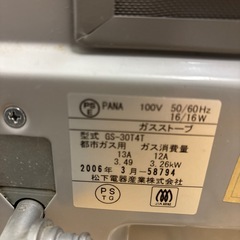 PS E PANA 100V 50/60Hz
16/16W
ガスストーブ
型式 GS-30T4T
都市ガス用 ガス消費量
13A 12A
3.49 3.26kW
2006年 3月-58794
松下電器産業株式会社
PS
TG